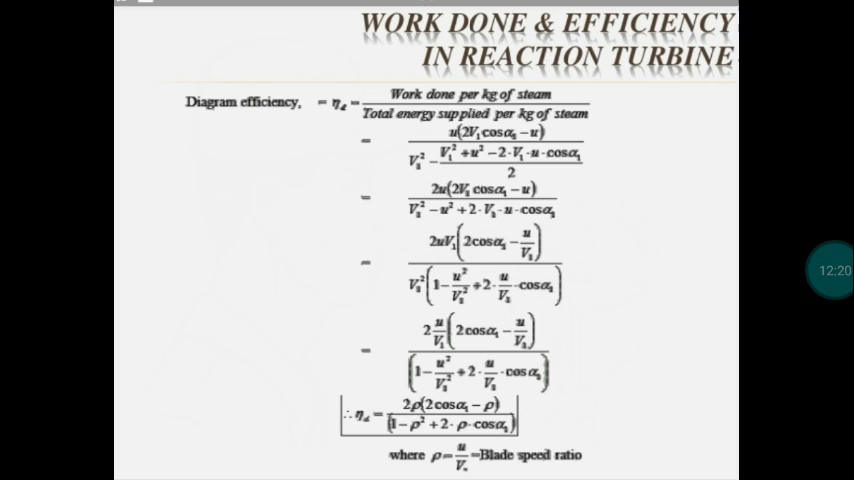 WORK DONE & EFFICIENCY
IN REACTION TURBINE
Diagram efficiency, = η_d = Work done per kg of steam / Total energy supplied per kg of steam
= u(2V₁cosα₁ − u) / (V₁² − (V₁² + u² − 2·V₁·u·cosα₁) / 2)
= 2u(2V₁cosα₁ − u) / (V₁² − u² + 2·V₁·u·cosα₁)
= 2uV₁(2cosα₁ − u/V₁) / (V₁²(1 − u²/V₁² + 2·u/V₁·cosα₁))
= 2 u/V₁ (2cosα₁ − u/V₁) / (1 − u²/V₁² + 2·u/V₁·cosα₁)
∴ η_d = 2ρ(2cosα₁ − ρ) / (1 − ρ² + 2·ρ·cosα₁)
where ρ = u/V₁ = Blade speed ratio
12:20